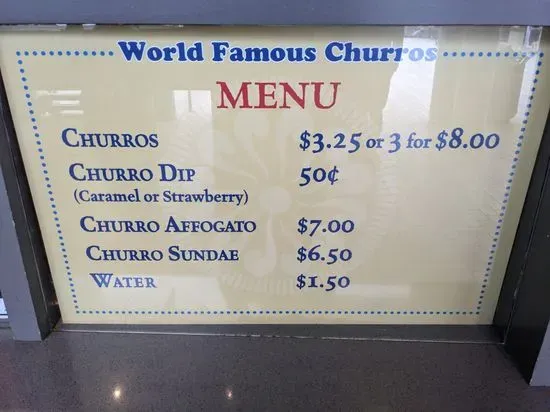 World Famous Churros
MENU
CHURROS $3.25 or 3 for $8.00
CHURRO DIP 50¢
(Caramel or Strawberry)
CHURRO AFFOGATO $7.00
CHURRO SUNDAE $6.50
WATER $1.50